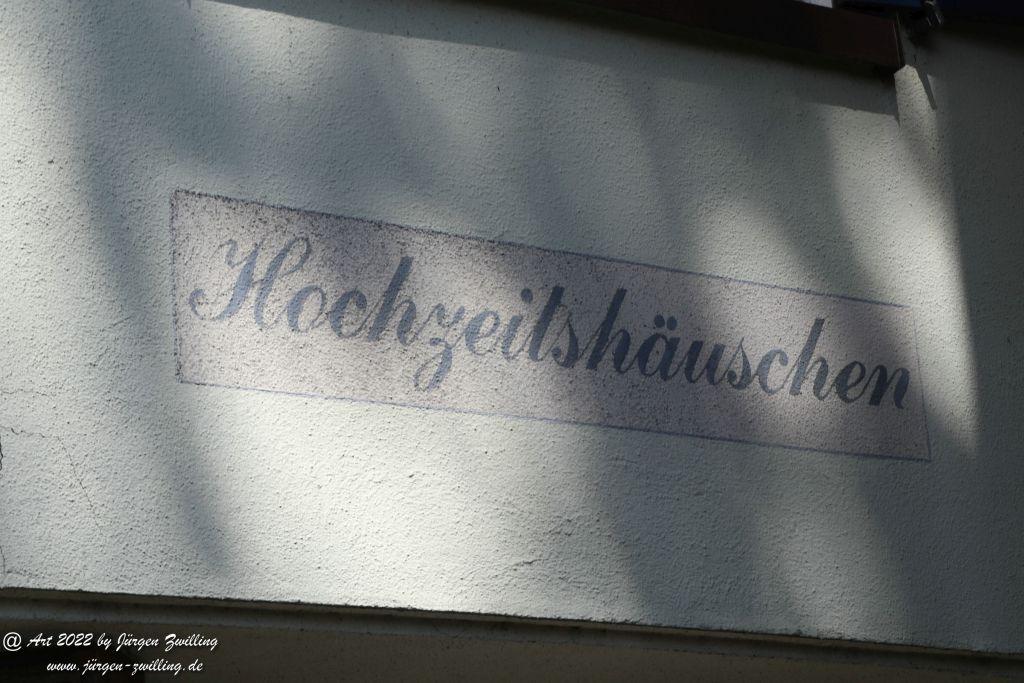 Hochzeitshäuschen
@ Art 2022 by Jürgen Zwilling
www.jürgen-zwilling.de